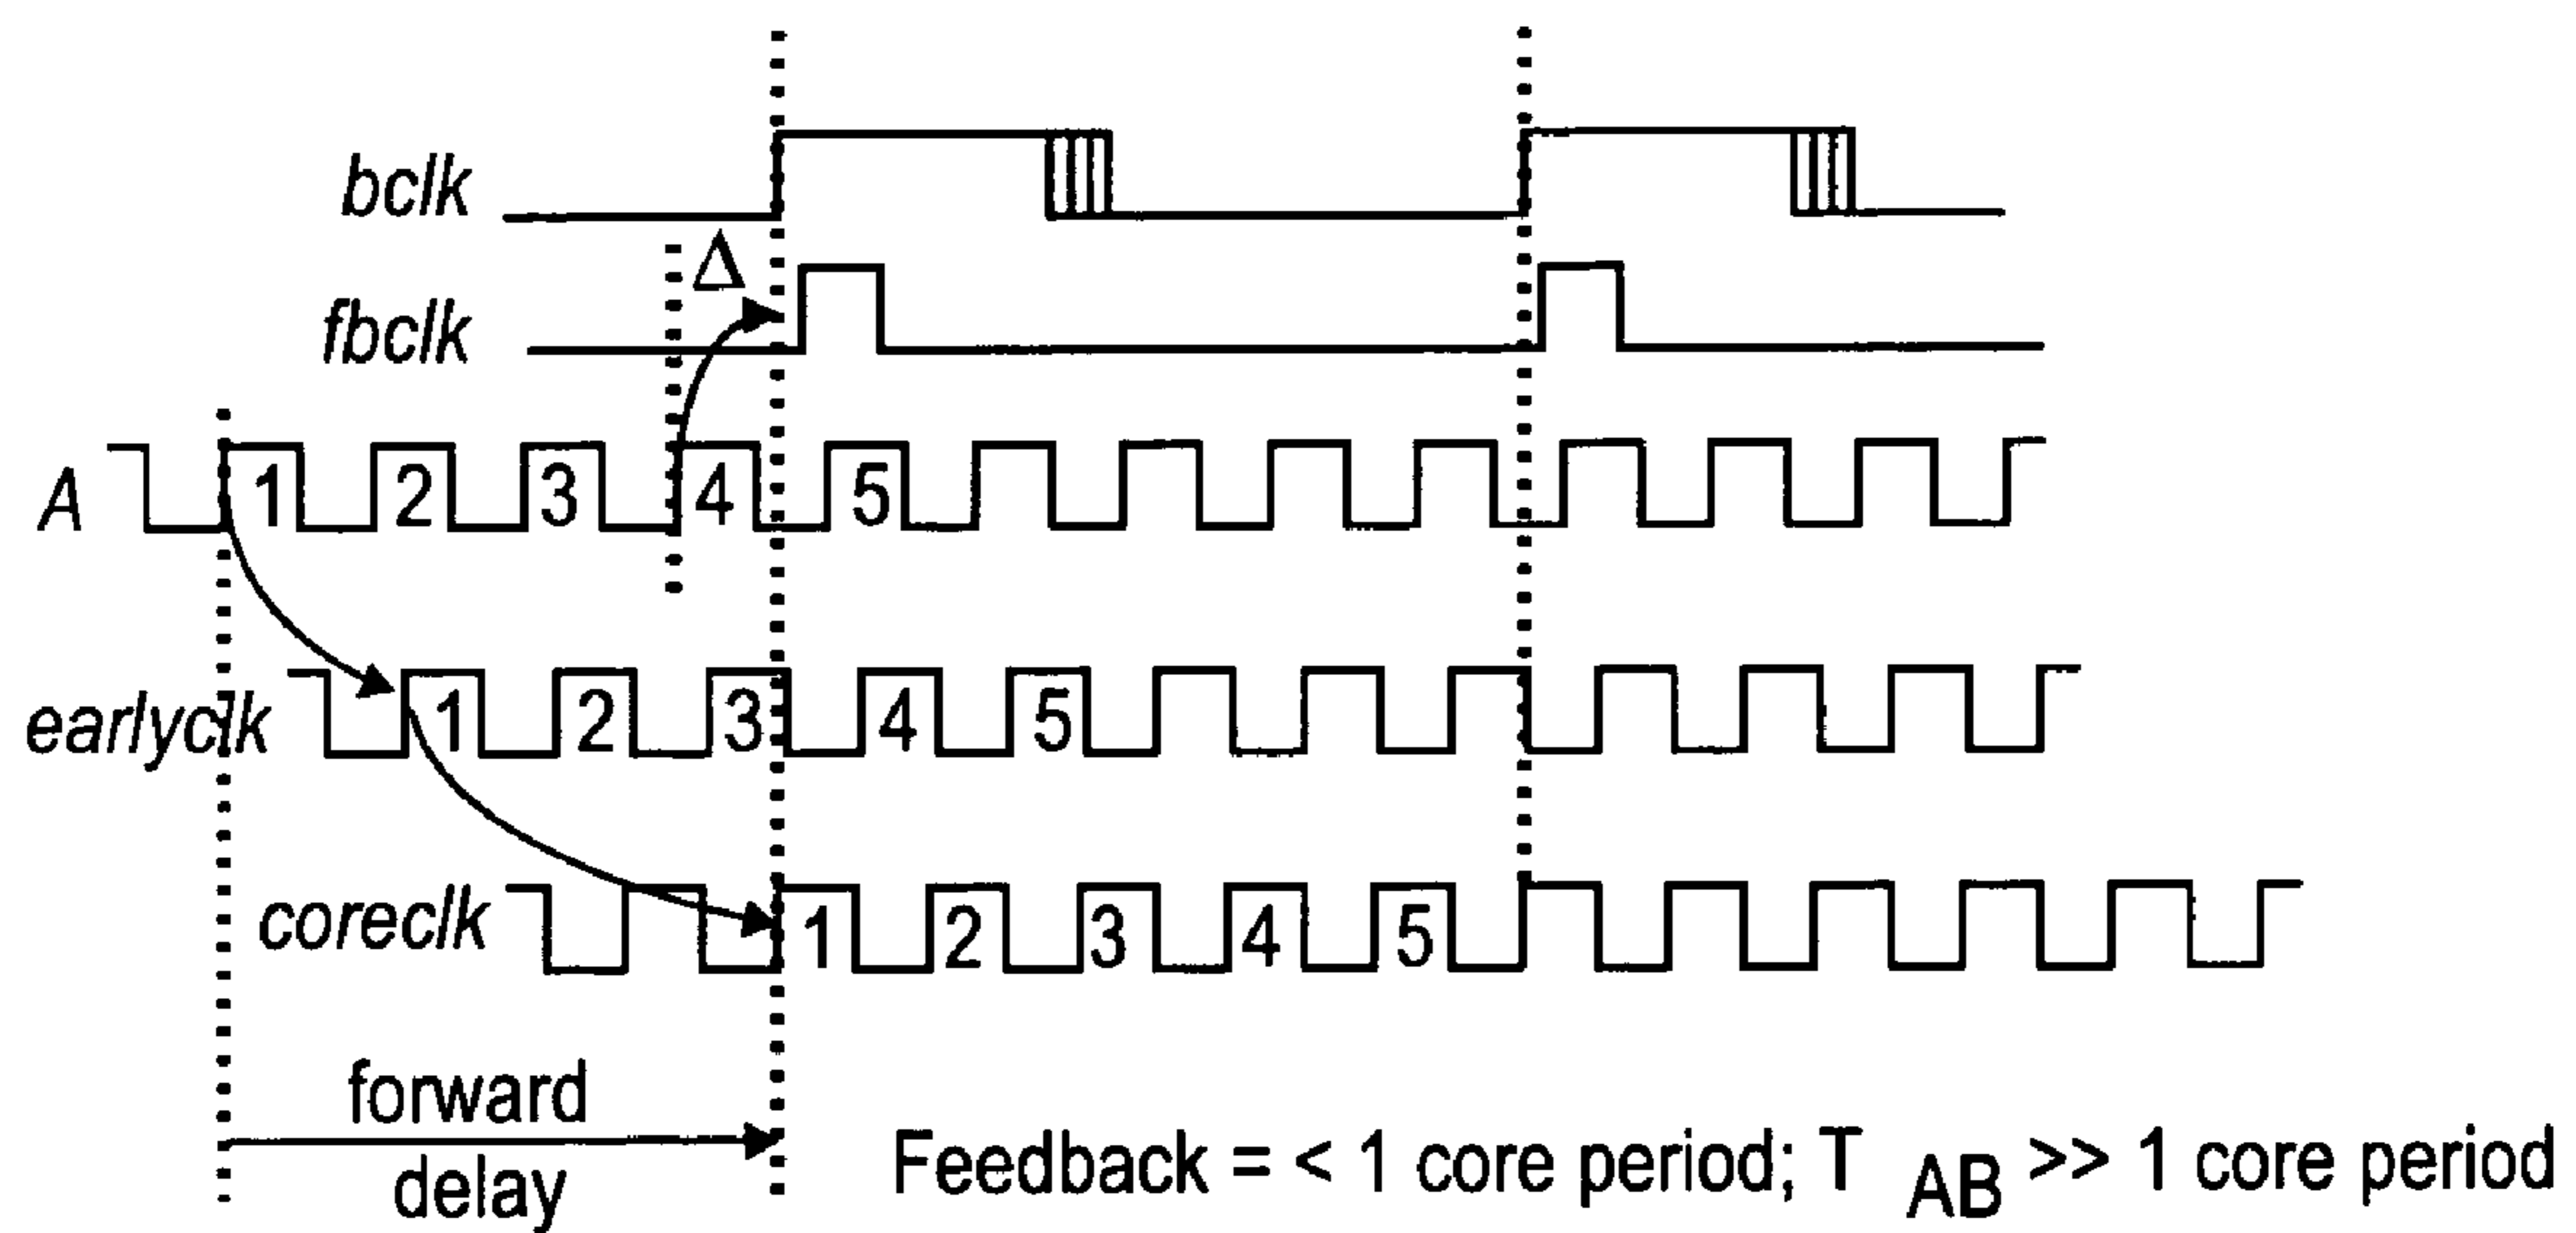 bclk
Δ
fbclk
A 1 2 3 4 5
earlyclk 1 2 3 4 5
coreclk 1 2 3 4 5
forward
delay
Feedback = < 1 core period; T AB >> 1 core period